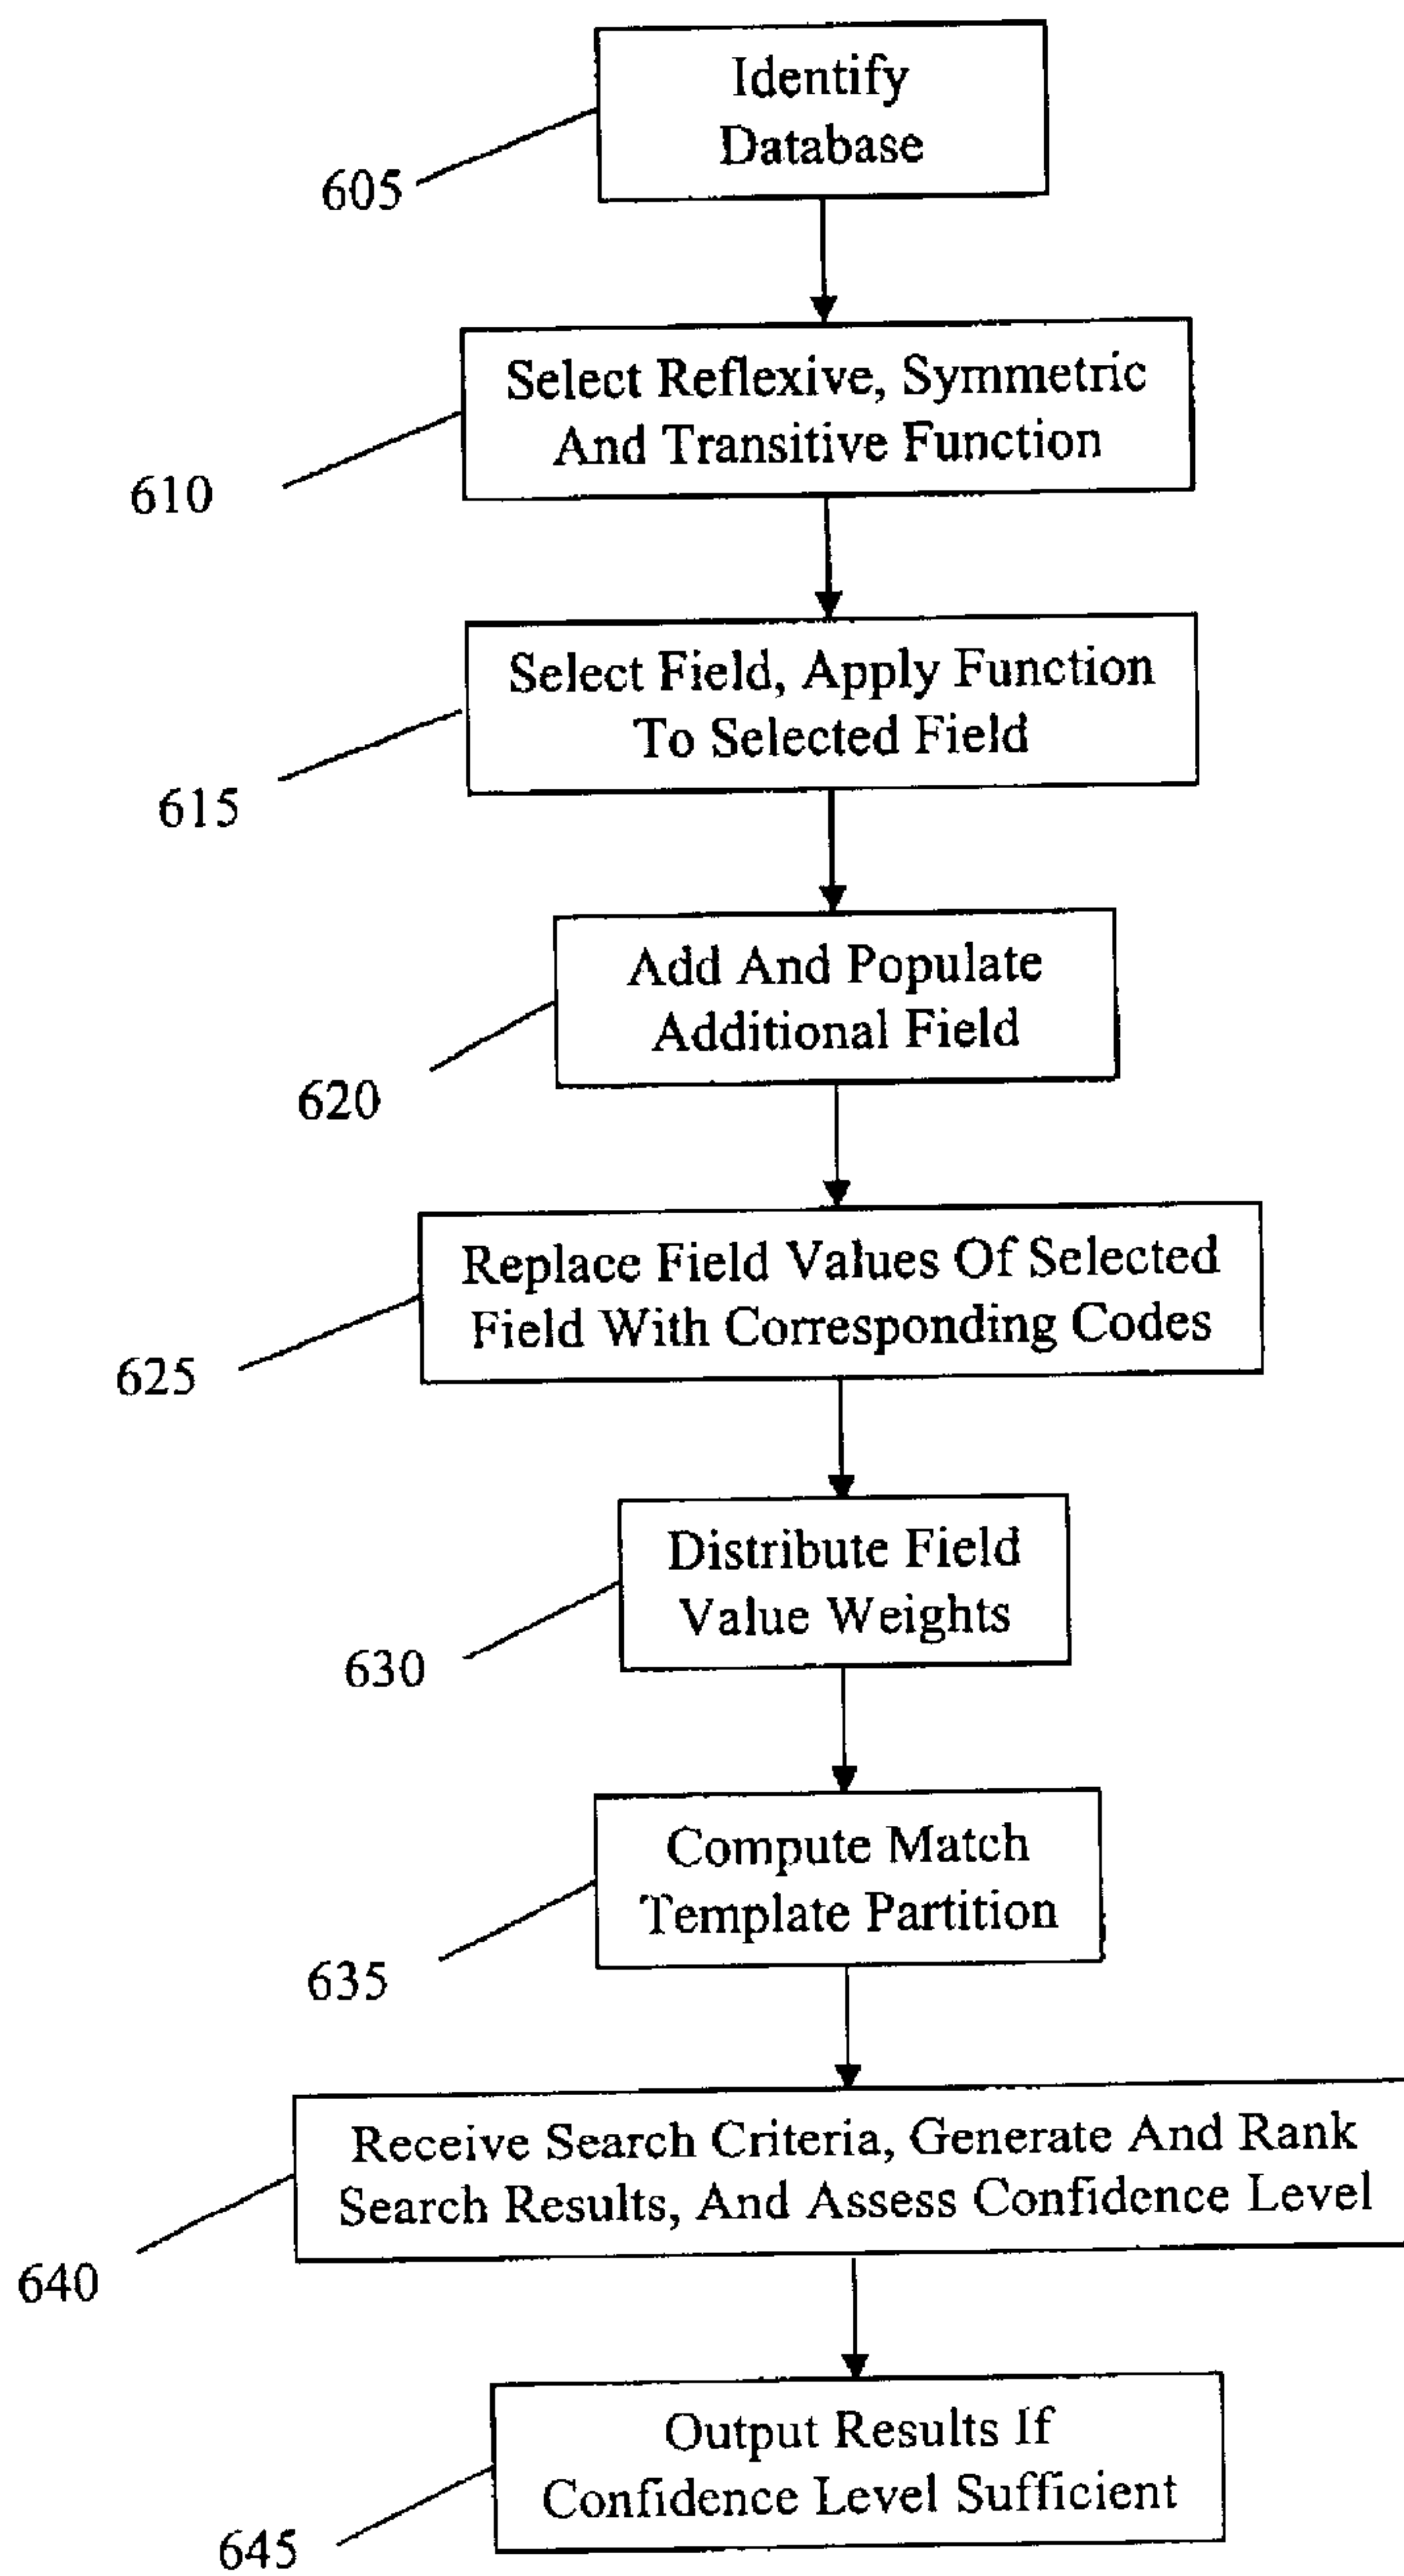 Identify
Database
605
Select Reflexive, Symmetric
And Transitive Function
610
Select Field, Apply Function
To Selected Field
615
Add And Populate
Additional Field
620
Replace Field Values Of Selected
Field With Corresponding Codes
625
Distribute Field
Value Weights
630
Compute Match
Template Partition
635
Receive Search Criteria, Generate And Rank
Search Results, And Assess Confidence Level
640
Output Results If
Confidence Level Sufficient
645